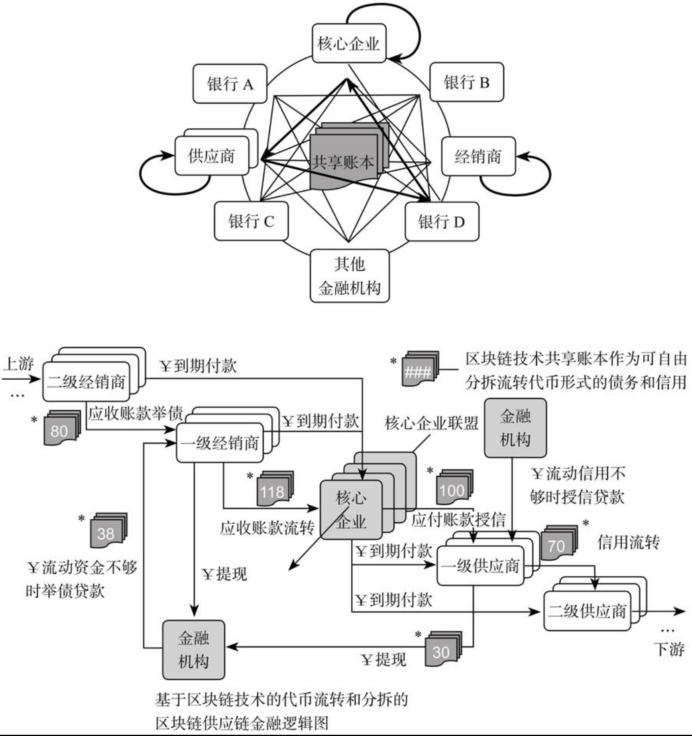 核心企业
银行 A
银行 B
供应商
共享账本
经销商
银行 C
银行 D
其他
金融机构
上游
...
二级经销商
￥到期付款
*
###
区块链技术共享账本作为可自由
分拆流转代币形式的债务和信用
*
80
应收账款举债
￥到期付款
一级经销商
核心企业联盟
金融
机构
*
118
应收账款流转
核心
企业
*
100
应付账款授信
￥流动信用不
够时授信贷款
*
38
￥流动资金不够
时举债贷款
￥提现
￥到期付款
一级供应商
70
*
信用流转
￥到期付款
二级供应商
...
下游
金融
机构
*
30
￥提现
基于区块链技术的代币流转和分拆的
区块链供应链金融逻辑图